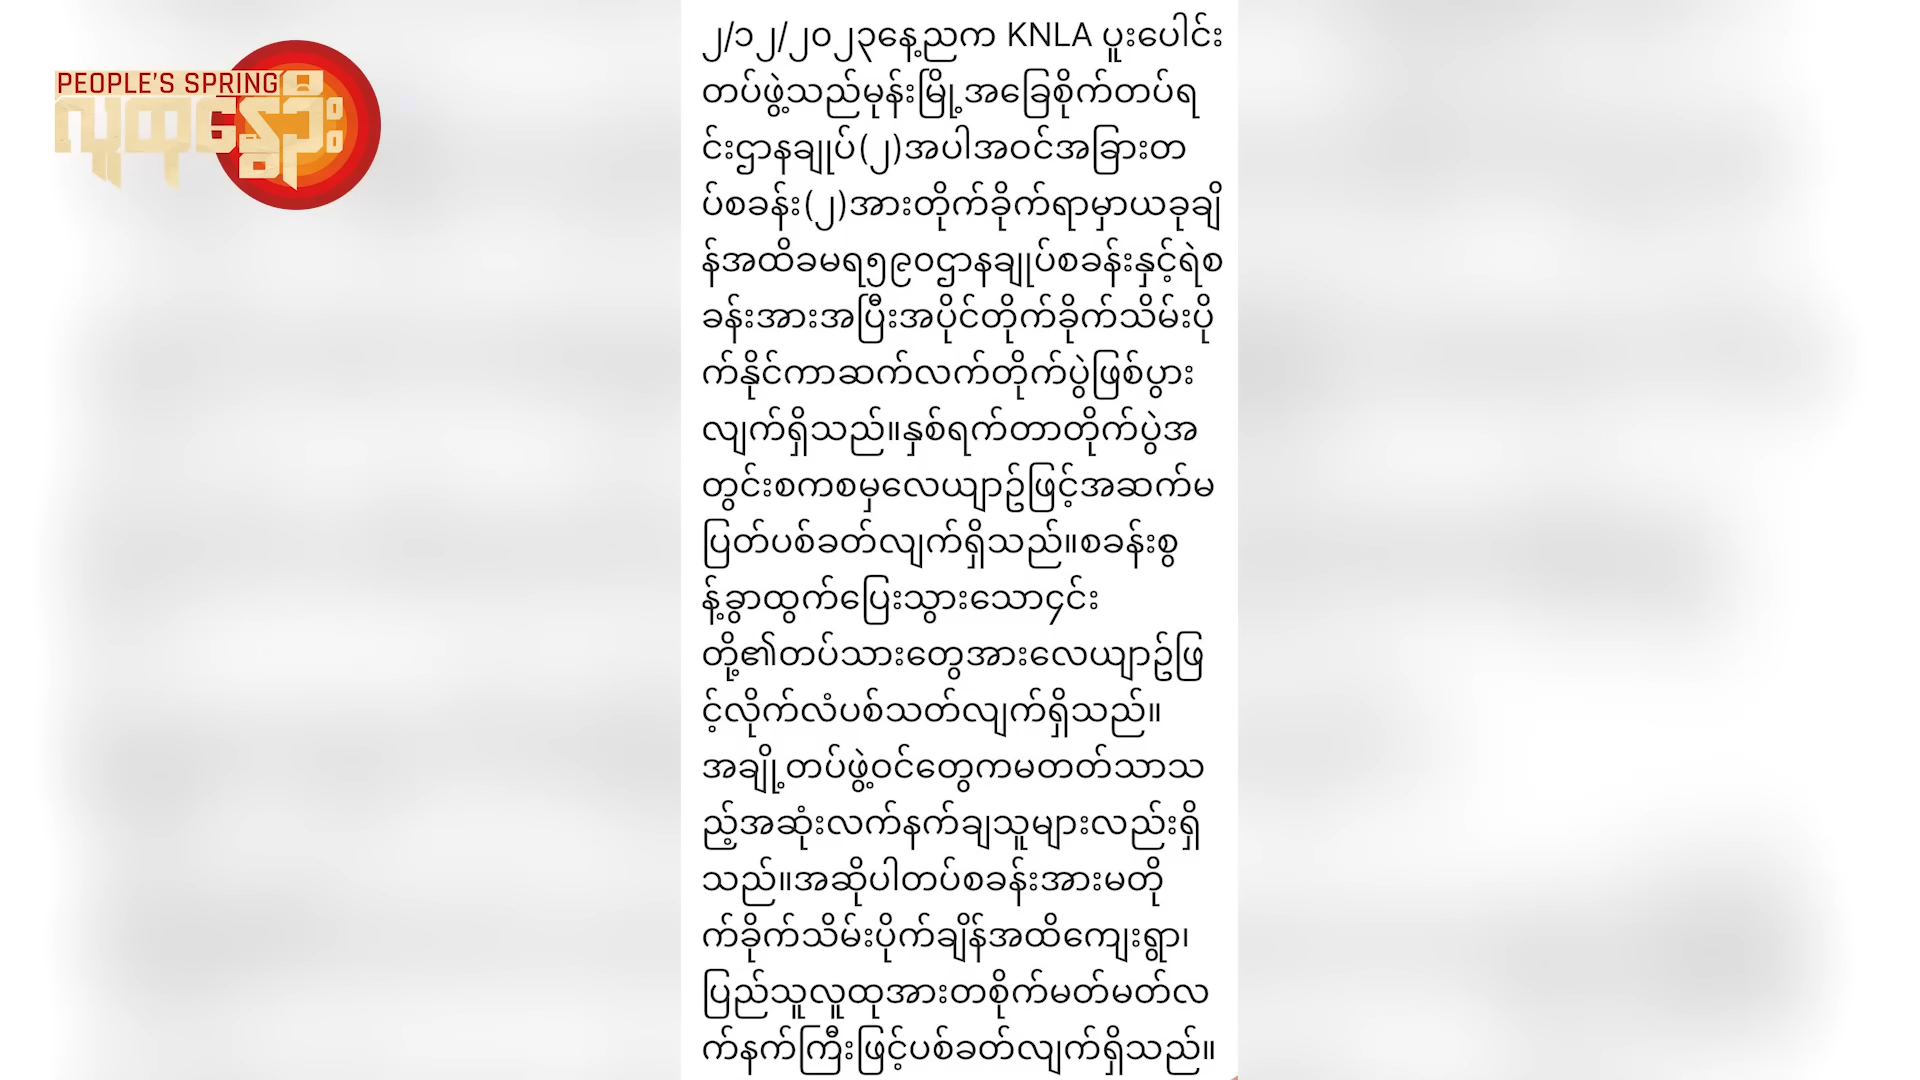 PEOPLE'S SPRING
လူထုနွေဦး
၂/၁၂/၂၀၂၃နေ့ညက KNLA ပူးပေါင်း
တပ်ဖွဲ့သည်မုန်းမြို့အခြေစိုက်တပ်ရ
င်းဌာနချုပ်(၂)အပါအဝင်အခြားတ
ပ်စခန်း(၂)အားတိုက်ခိုက်ရာမှာယခုချိ
န်အထိခမရ၅၉၀ဌာနချုပ်စခန်းနှင့်ရဲစ
ခန်းအားအပြီးအပိုင်တိုက်ခိုက်သိမ်းပို
က်နိုင်ကာဆက်လက်တိုက်ပွဲဖြစ်ပွား
လျက်ရှိသည်။နှစ်ရက်တာတိုက်ပွဲအ
တွင်းစကစမှလေယျာဥ်ဖြင့်အဆက်မ
ပြတ်ပစ်ခတ်လျက်ရှိသည်။စခန်းစွ
န့်ခွာထွက်ပြေးသွားသော၄င်း
တို့၏တပ်သားတွေအားလေယျာဥ်ဖြ
င့်လိုက်လံပစ်သတ်လျက်ရှိသည်။
အချို့တပ်ဖွဲ့ဝင်တွေကမတတ်သာသ
ည့်အဆုံးလက်နက်ချသူများလည်းရှိ
သည်။အဆိုပါတပ်စခန်းအားမတို
က်ခိုက်သိမ်းပိုက်ချိန်အထိကျေးရွာ၊
ပြည်သူလူထုအားတစိုက်မတ်မတ်လ
က်နက်ကြီးဖြင့်ပစ်ခတ်လျက်ရှိသည်။